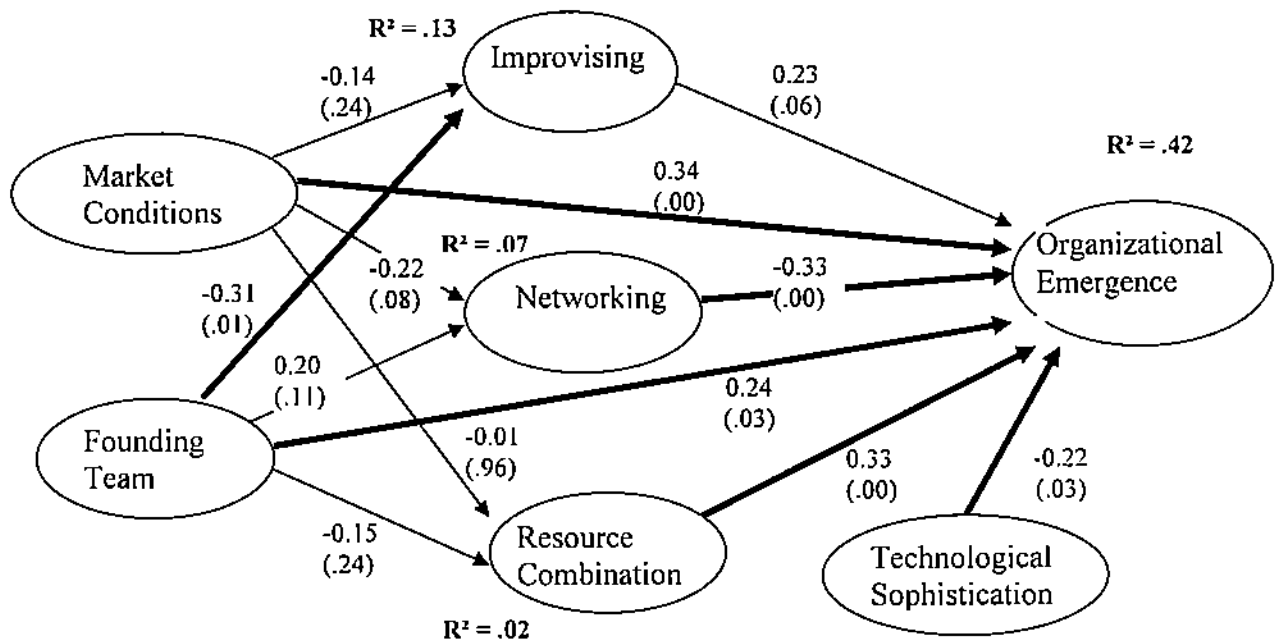 R² = .13
Improvising
-0.14
(.24)
0.23
(.06)
R² = .42
Market
Conditions
0.34
(.00)
Organizational
Emergence
R² = .07
-0.22
(.08)
Networking
-0.33
(.00)
-0.31
(.01)
0.20
(.11)
0.24
(.03)
Founding
Team
-0.01
(.96)
0.33
(.00)
-0.22
(.03)
-0.15
(.24)
Resource
Combination
Technological
Sophistication
R² = .02